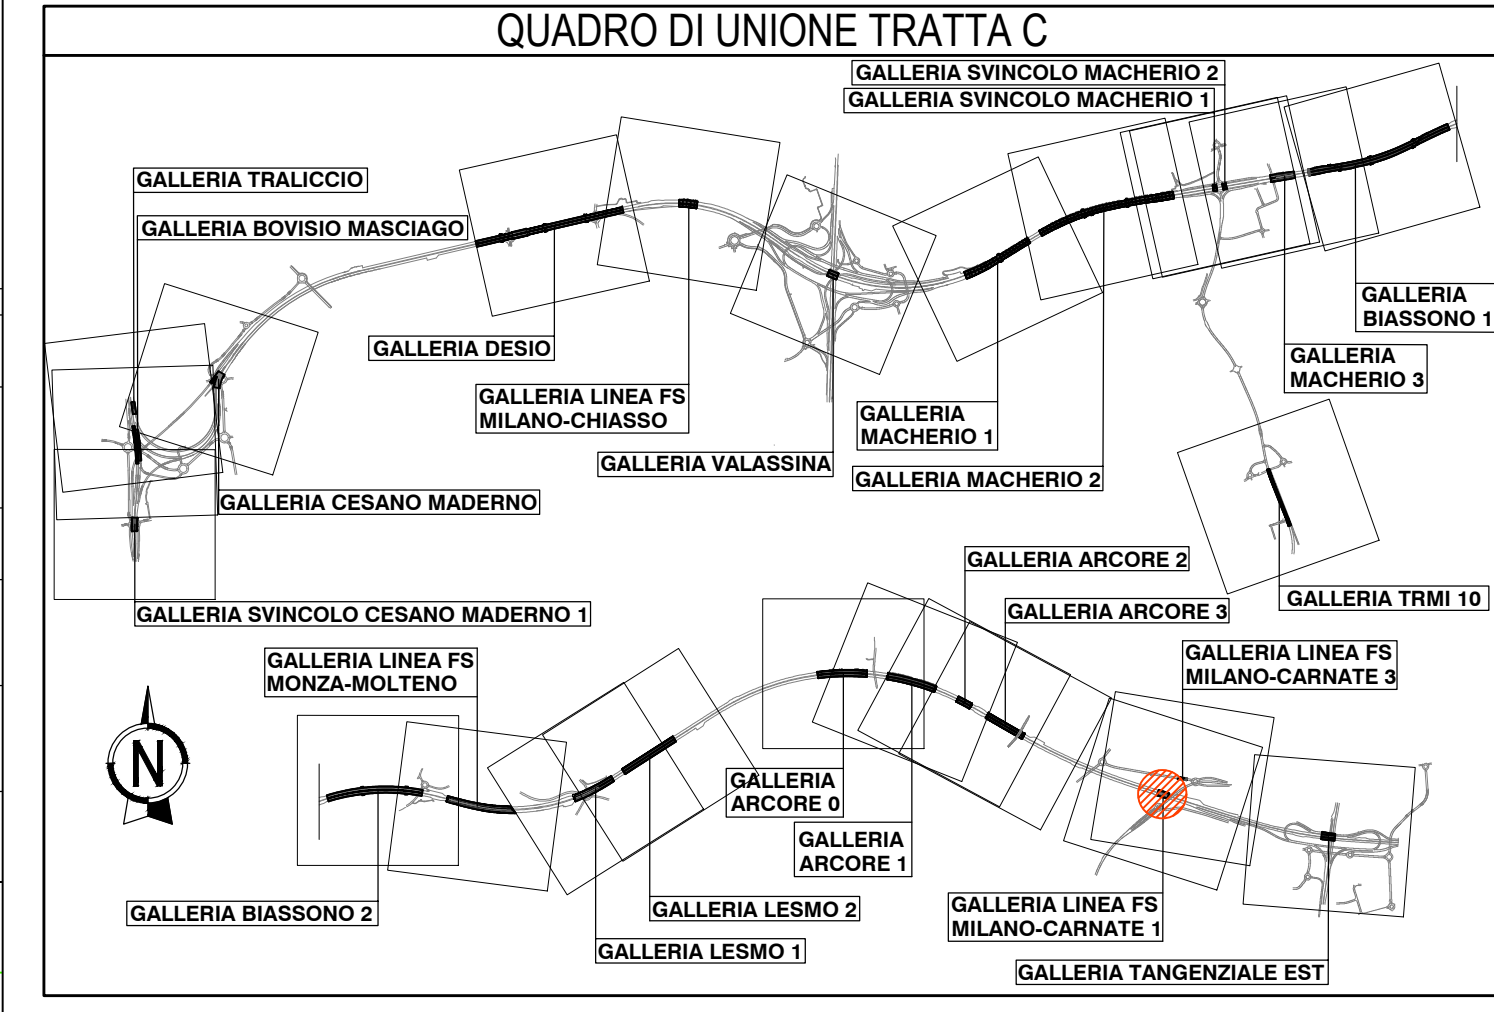 QUADRO DI UNIONE TRATTA C
GALLERIA SVINCOLO MACHERIO 2
GALLERIA SVINCOLO MACHERIO 1
GALLERIA TRALICCIO
GALLERIA BOVISIO MASCIAGO
GALLERIA DESIO
GALLERIA LINEA FS
MILANO-CHIASSO
GALLERIA VALASSINA
GALLERIA
MACHERIO 1
GALLERIA MACHERIO 2
GALLERIA
BIASSONO 1
GALLERIA
MACHERIO 3
GALLERIA CESANO MADERNO
GALLERIA SVINCOLO CESANO MADERNO 1
GALLERIA TRMI 10
GALLERIA ARCORE 2
GALLERIA ARCORE 3
GALLERIA LINEA FS
MILANO-CARNATE 3
GALLERIA LINEA FS
MONZA-MOLTENO
N
GALLERIA
ARCORE 0
GALLERIA
ARCORE 1
GALLERIA BIASSONO 2
GALLERIA LESMO 2
GALLERIA LESMO 1
GALLERIA LINEA FS
MILANO-CARNATE 1
GALLERIA TANGENZIALE EST